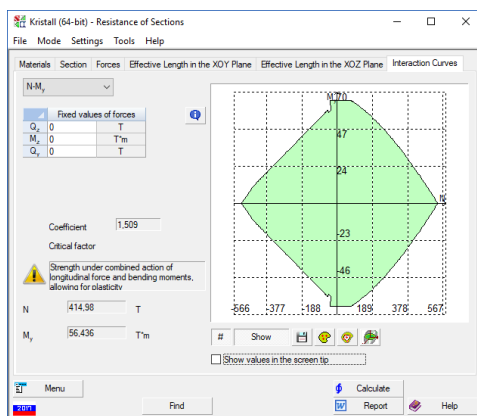 Kristall (64-bit) - Resistance of Sections
File Mode Settings Tools Help
Materials Section Forces Effective Length in the XOY Plane Effective Length in the XOZ Plane Interaction Curves
N-My
Fixed values of forces
Qz 0 T
Mz 0 T*m
Qy 0 T
My70
47
24
N
-23
-46
-566 -377 -188 189 378 567
Coefficient 1,509
Critical factor
Strength under combined action of
longitudinal force and bending moments,
allowing for plasticity
N 414,98 T
My 56,436 T*m
# Show
Show values in the screen tip
Menu Calculate
Find Report Help